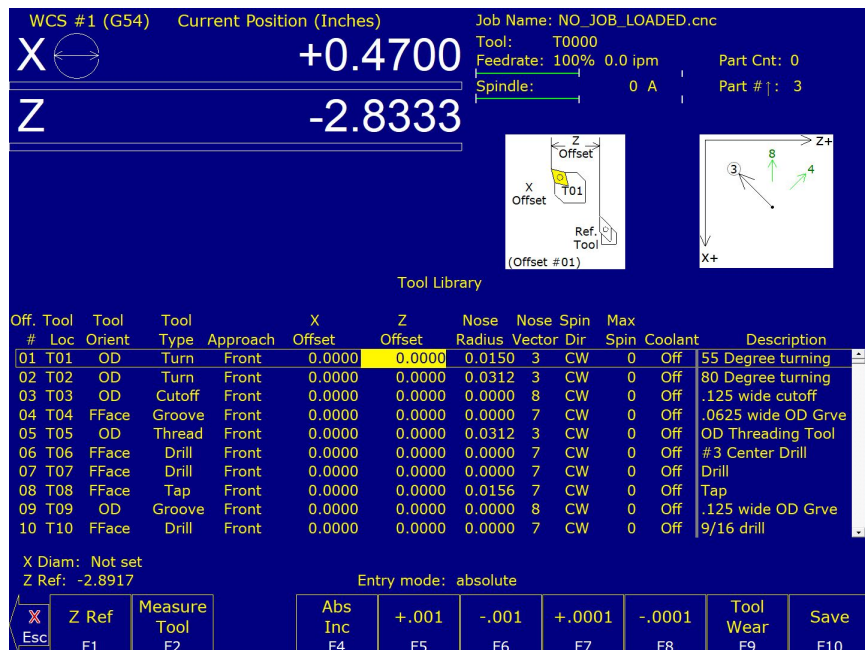 WCS #1 (G54) Current Position (Inches) Job Name: NO_JOB_LOADED.cnc
X +0.4700
Tool: T0000
Feedrate: 100% 0.0 ipm Part Cnt: 0
Spindle: 0 A Part #↑: 3
Z -2.8333
Z
Offset
X
Offset
T01
Ref.
Tool
(Offset #01)
Z+
3
8
4
X+
Tool Library
Off. Tool Tool Tool X Z Nose Nose Spin Max
# Loc Orient Type Approach Offset Offset Radius Vector Dir Spin Coolant Description
01 T01 OD Turn Front 0.0000 0.0000 0.0150 3 CW 0 Off 55 Degree turning
02 T02 OD Turn Front 0.0000 0.0000 0.0312 3 CW 0 Off 80 Degree turning
03 T03 OD Cutoff Front 0.0000 0.0000 0.0000 8 CW 0 Off .125 wide cutoff
04 T04 FFace Groove Front 0.0000 0.0000 0.0000 7 CW 0 Off .0625 wide OD Grve
05 T05 OD Thread Front 0.0000 0.0000 0.0312 3 CW 0 Off OD Threading Tool
06 T06 FFace Drill Front 0.0000 0.0000 0.0000 7 CW 0 Off #3 Center Drill
07 T07 FFace Drill Front 0.0000 0.0000 0.0000 7 CW 0 Off Drill
08 T08 FFace Tap Front 0.0000 0.0000 0.0156 7 CW 0 Off Tap
09 T09 OD Groove Front 0.0000 0.0000 0.0000 8 CW 0 Off .125 wide OD Grve
10 T10 FFace Drill Front 0.0000 0.0000 0.0000 7 CW 0 Off 9/16 drill
X Diam: Not set
Z Ref: -2.8917 Entry mode: absolute
X Esc
Z Ref F1
Measure Tool F2
Abs Inc F4
+.001 F5
-.001 F6
+.0001 F7
-.0001 F8
Tool Wear F9
Save F10